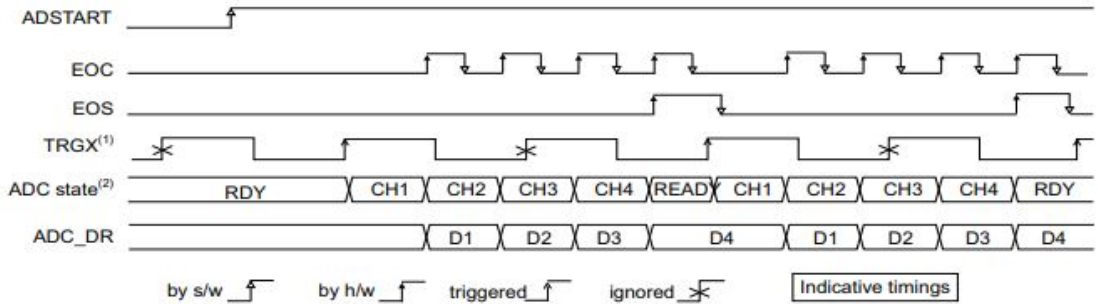 ADSTART
EOC
EOS
TRGX(1)
ADC state(2) RDY CH1 CH2 CH3 CH4 READY CH1 CH2 CH3 CH4 RDY
ADC_DR D1 D2 D3 D4 D1 D2 D3 D4
by s/w by h/w triggered ignored Indicative timings